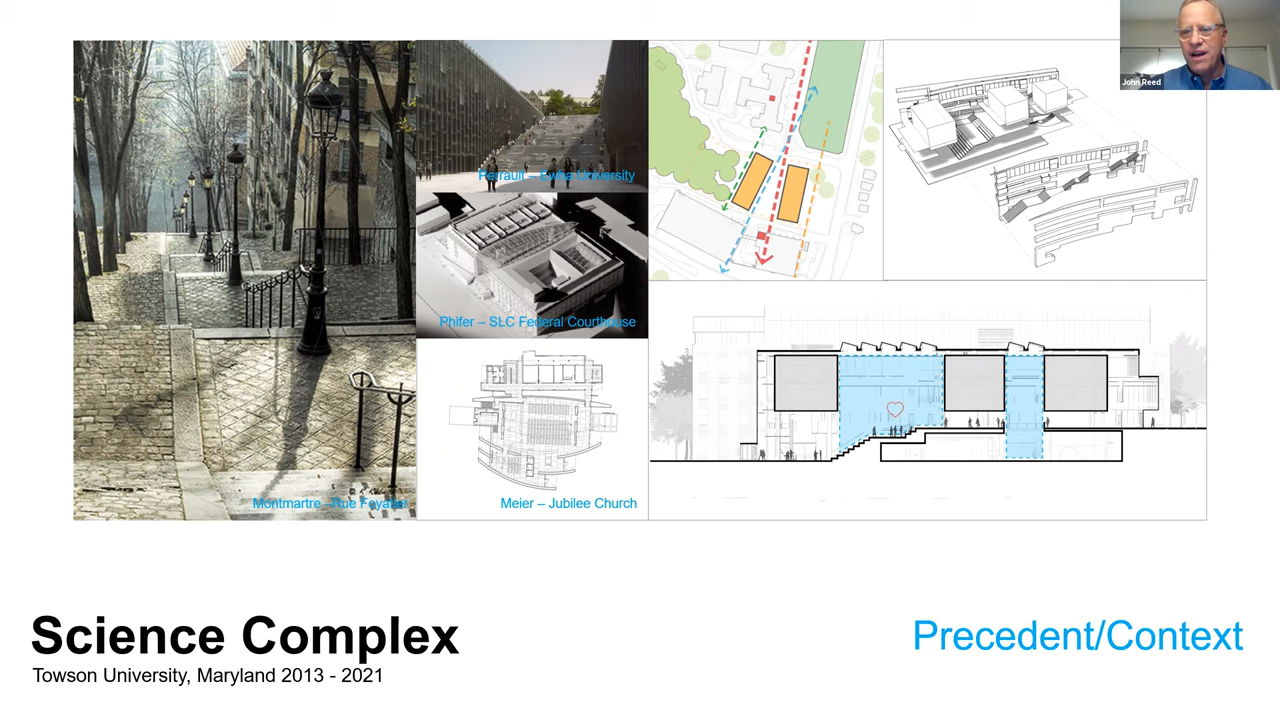 John Reed
Perrault – Ewha University
Phifer – SLC Federal Courthouse
Montmartre - Rue Foyatier
Meier – Jubilee Church
Science Complex
Towson University, Maryland 2013 - 2021
Precedent/Context